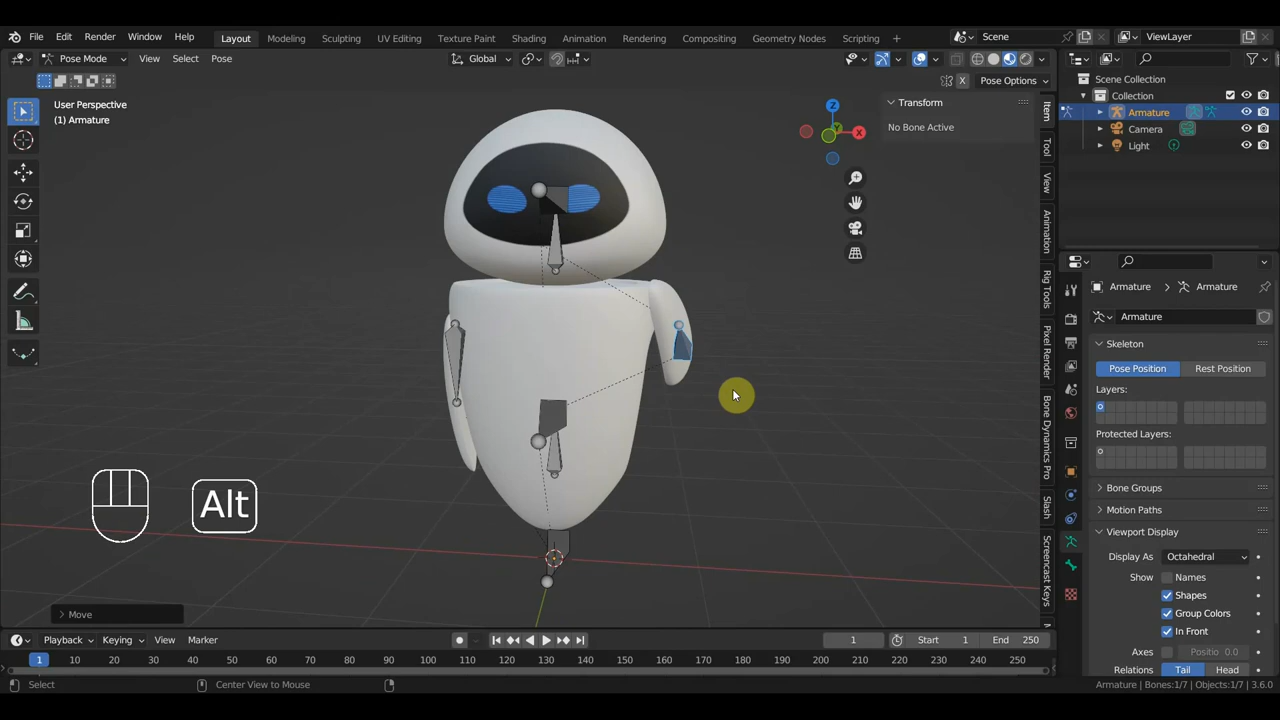 File Edit Render Window Help Layout Modeling Sculpting UV Editing Texture Paint Shading Animation Rendering Compositing Geometry Nodes Scripting + Scene ViewLayer
Pose Mode View Select Pose Global
X Pose Options
User Perspective
(1) Armature
Transform
No Bone Active
Z
X
Y
Item
Tool
View
Animation
Rig Tools
Pixel Render
Bone Dynamics Pro
Slash
Screencast Keys
Scene Collection
Collection
Armature
Camera
Light
Armature > Armature
Armature
Skeleton
Pose Position Rest Position
Layers:
Protected Layers:
Bone Groups
Motion Paths
Viewport Display
Display As Octahedral
Show Names
Shapes
Group Colors
In Front
Axes Positio 0.0
Relations Tail Head
Alt
> Move
Playback Keying View Marker 1 Start 1 End 250
1 10 20 30 40 50 60 70 80 90 100 110 120 130 140 150 160 170 180 190 200 210 220 230 240 250
Select Center View to Mouse Armature | Bones:1/7 | Objects:1/7 | 3.6.0